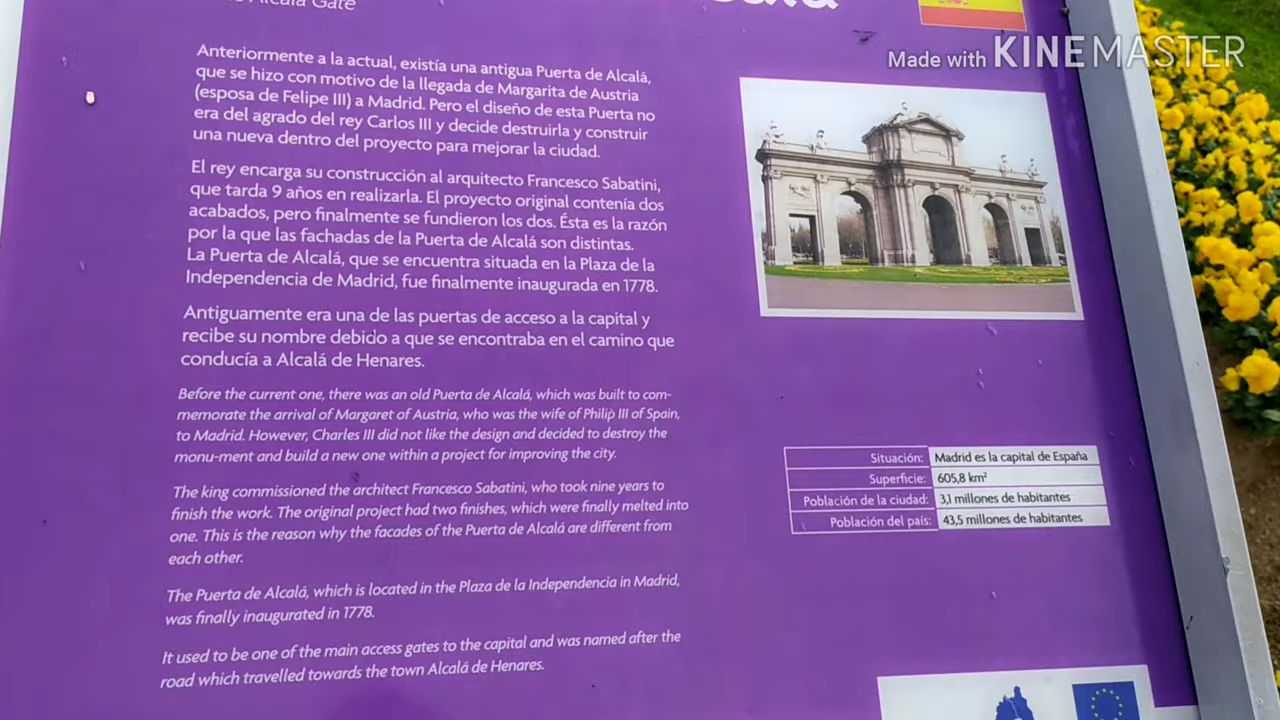 Alcalá Gate
Made with KINEMASTER
Anteriormente a la actual, existía una antigua Puerta de Alcalá,
que se hizo con motivo de la llegada de Margarita de Austria
(esposa de Felipe III) a Madrid. Pero el diseño de esta Puerta no
era del agrado del rey Carlos III y decide destruirla y construir
una nueva dentro del proyecto para mejorar la ciudad.
El rey encarga su construcción al arquitecto Francesco Sabatini,
que tarda 9 años en realizarla. El proyecto original contenía dos
acabados, pero finalmente se fundieron los dos. Ésta es la razón
por la que las fachadas de la Puerta de Alcalá son distintas.
La Puerta de Alcalá, que se encuentra situada en la Plaza de la
Independencia de Madrid, fue finalmente inaugurada en 1778.
Antiguamente era una de las puertas de acceso a la capital y
recibe su nombre debido a que se encontraba en el camino que
conducía a Alcalá de Henares.
Before the current one, there was an old Puerta de Alcalá, which was built to com-
memorate the arrival of Margaret of Austria, who was the wife of Philip III of Spain,
to Madrid. However, Charles III did not like the design and decided to destroy the
monu-ment and build a new one within a project for improving the city.
The king commissioned the architect Francesco Sabatini, who took nine years to
finish the work. The original project had two finishes, which were finally melted into
one. This is the reason why the facades of the Puerta de Alcalá are different from
each other.
The Puerta de Alcalá, which is located in the Plaza de la Independencia in Madrid,
was finally inaugurated in 1778.
It used to be one of the main access gates to the capital and was named after the
road which travelled towards the town Alcalá de Henares.
Situación: Madrid es la capital de España
Superficie: 605,8 km²
Población de la ciudad: 3,1 millones de habitantes
Población del país: 43,5 millones de habitantes